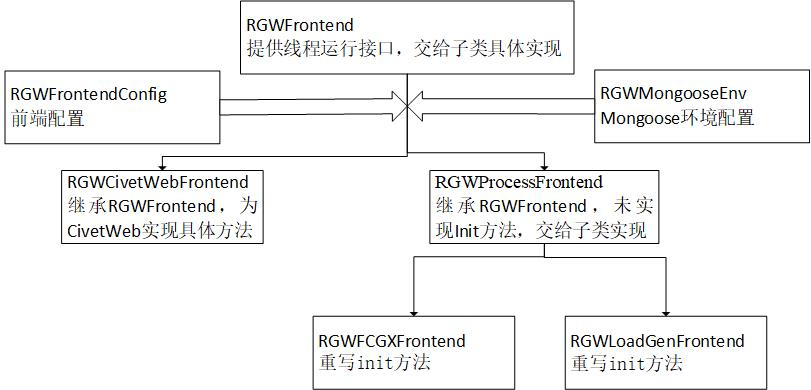 RGWFrontend
提供线程运行接口，交给子类具体实现
RGWFrontendConfig
前端配置
RGWMongooseEnv
Mongoose环境配置
RGWCivetWebFrontend
继承RGWFrontend，为
CivetWeb实现具体方法
RGWProcessFrontend
继承RGWFrontend，未实
现Init方法，交给子类实现
RGWFCGXFrontend
重写init方法
RGWLoadGenFrontend
重写init方法